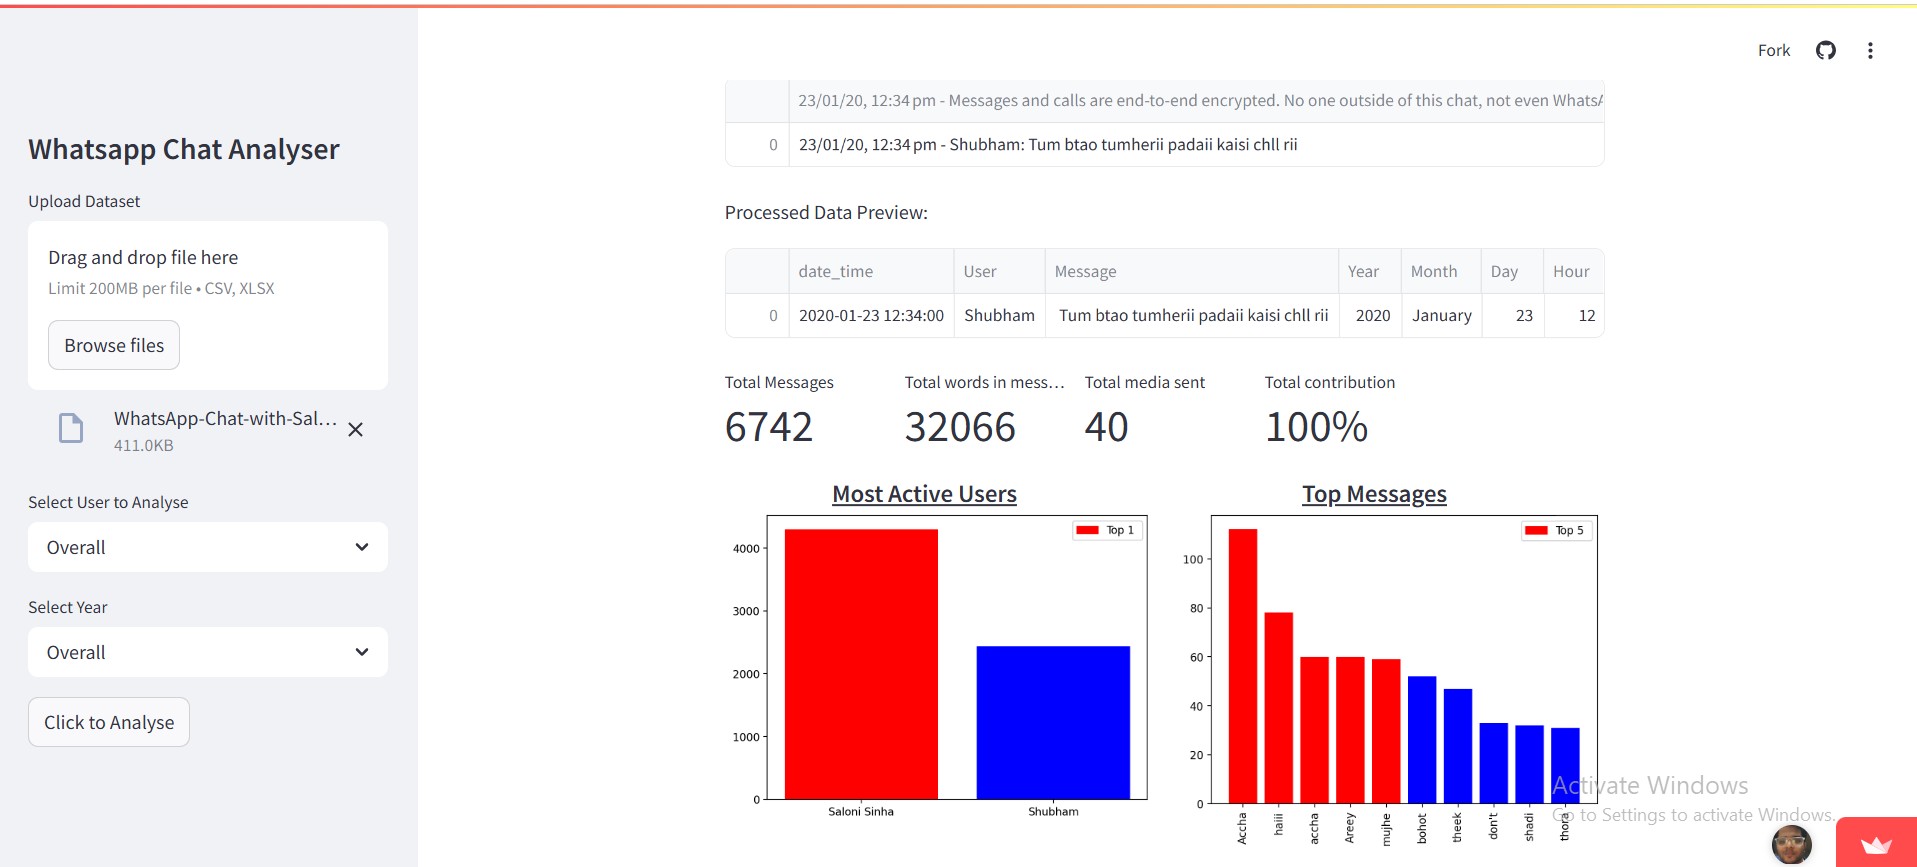 Fork
23/01/20, 12:34 pm - Messages and calls are end-to-end encrypted. No one outside of this chat, not even WhatsA
0 23/01/20, 12:34 pm - Shubham: Tum btao tumherii padaii kaisi chll rii
Whatsapp Chat Analyser
Upload Dataset
Drag and drop file here
Limit 200MB per file • CSV, XLSX
Browse files
WhatsApp-Chat-with-Sal...
411.0KB
Select User to Analyse
Overall
Select Year
Overall
Click to Analyse
Processed Data Preview:
date_time User Message Year Month Day Hour
0 2020-01-23 12:34:00 Shubham Tum btao tumherii padaii kaisi chll rii 2020 January 23 12
Total Messages Total words in mess... Total media sent Total contribution
6742 32066 40 100%
Most Active Users
Top 1
4000
3000
2000
1000
0
Saloni Sinha Shubham
Top Messages
Top 5
100
80
60
40
20
0
Accha haiii accha Areey mujhe bohot theek don't shadi thora
Activate Windows
Go to Settings to activate Windows.